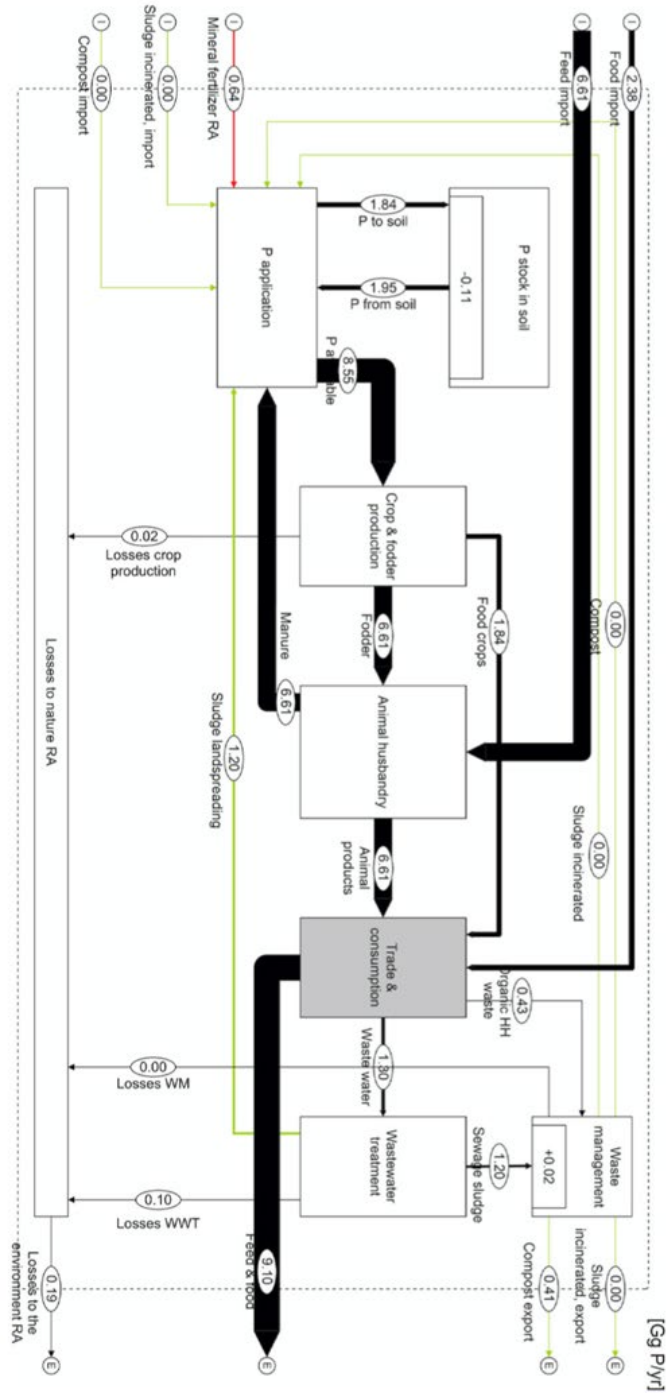 [Gg P/yr]
I
2.38
Food import
I
6.61
Feed import
I
0.64
Mineral fertilizer RA
I
0.00
Sludge incinerated, import
I
0.00
Compost import
P stock in soil
-0.11
1.84
P to soil
1.95
P from soil
P application
8.55
Crop & fodder
production
0.02
Losses crop
production
6.61
Fodder
1.84
Food crops
0.00
Compost
0.00
Sludge incinerated
Animal husbandry
6.61
Manure
1.20
Sludge landspreading
6.61
Animal
products
Trade &
consumption
0.43
Organic HH
waste
1.30
Waste water
Wastewater
treatment
1.20
Sewage sludge
Waste
management
+0.02
0.00
Sludge
incinerated, export
E
0.41
Compost export
E
9.10
Feed & food
E
0.00
Losses WM
0.10
Losses WWT
Losses to nature RA
0.19
Losses to the
environment RA
E